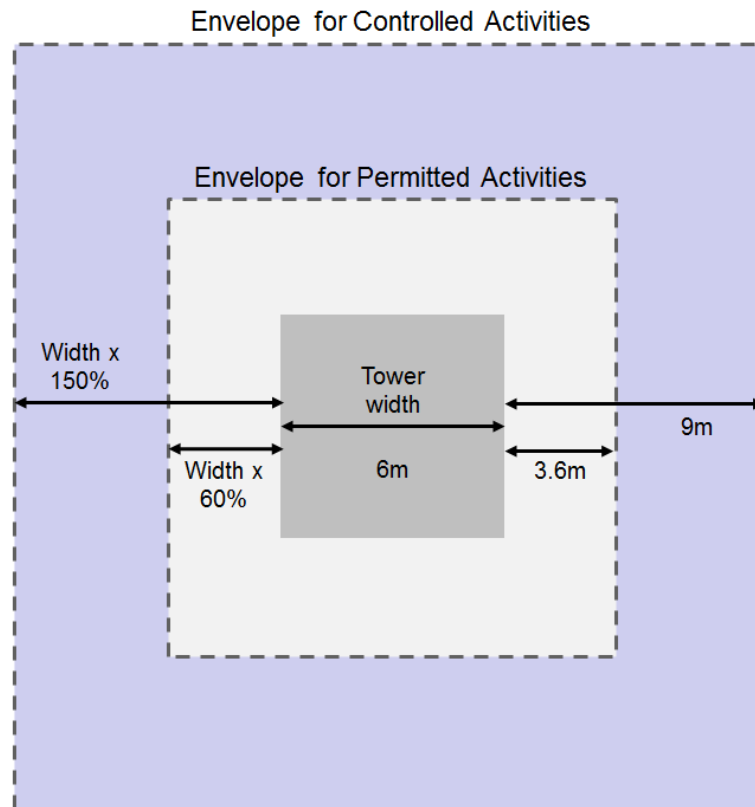 Envelope for Controlled Activities
Envelope for Permitted Activities
Width x
150%
Tower
width
9m
Width x
60%
6m
3.6m